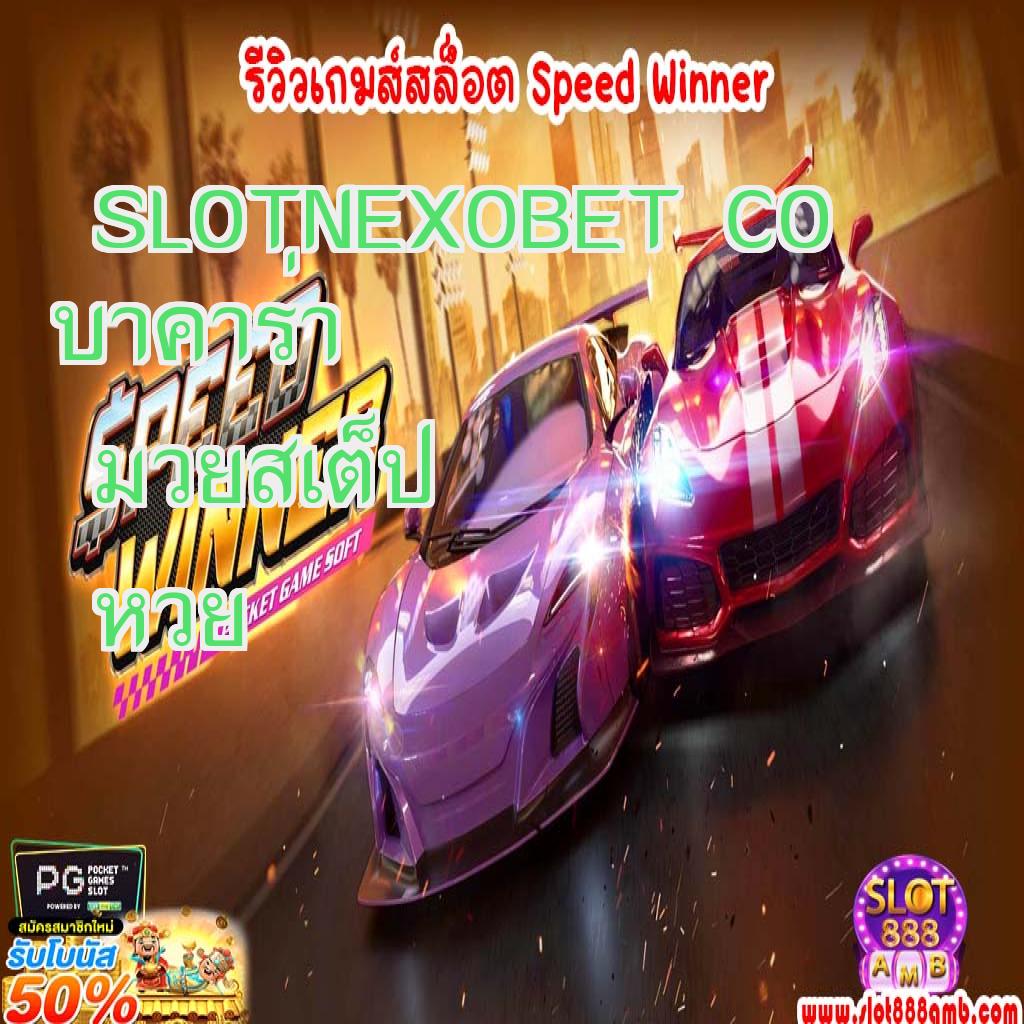 รีวิวเกมส์สล็อต Speed Winner
SLOTNEXOBET CO
บาคาร่า
SPEED
มวยสเต็ป
WINNER
POCKET GAME SOFT
หวย
PG POCKET GAMES SLOT
POWERED BY
สมัครสมาชิกใหม่
รับโบนัส
50%
SLOT
888
AMB
www.slot888amb.com